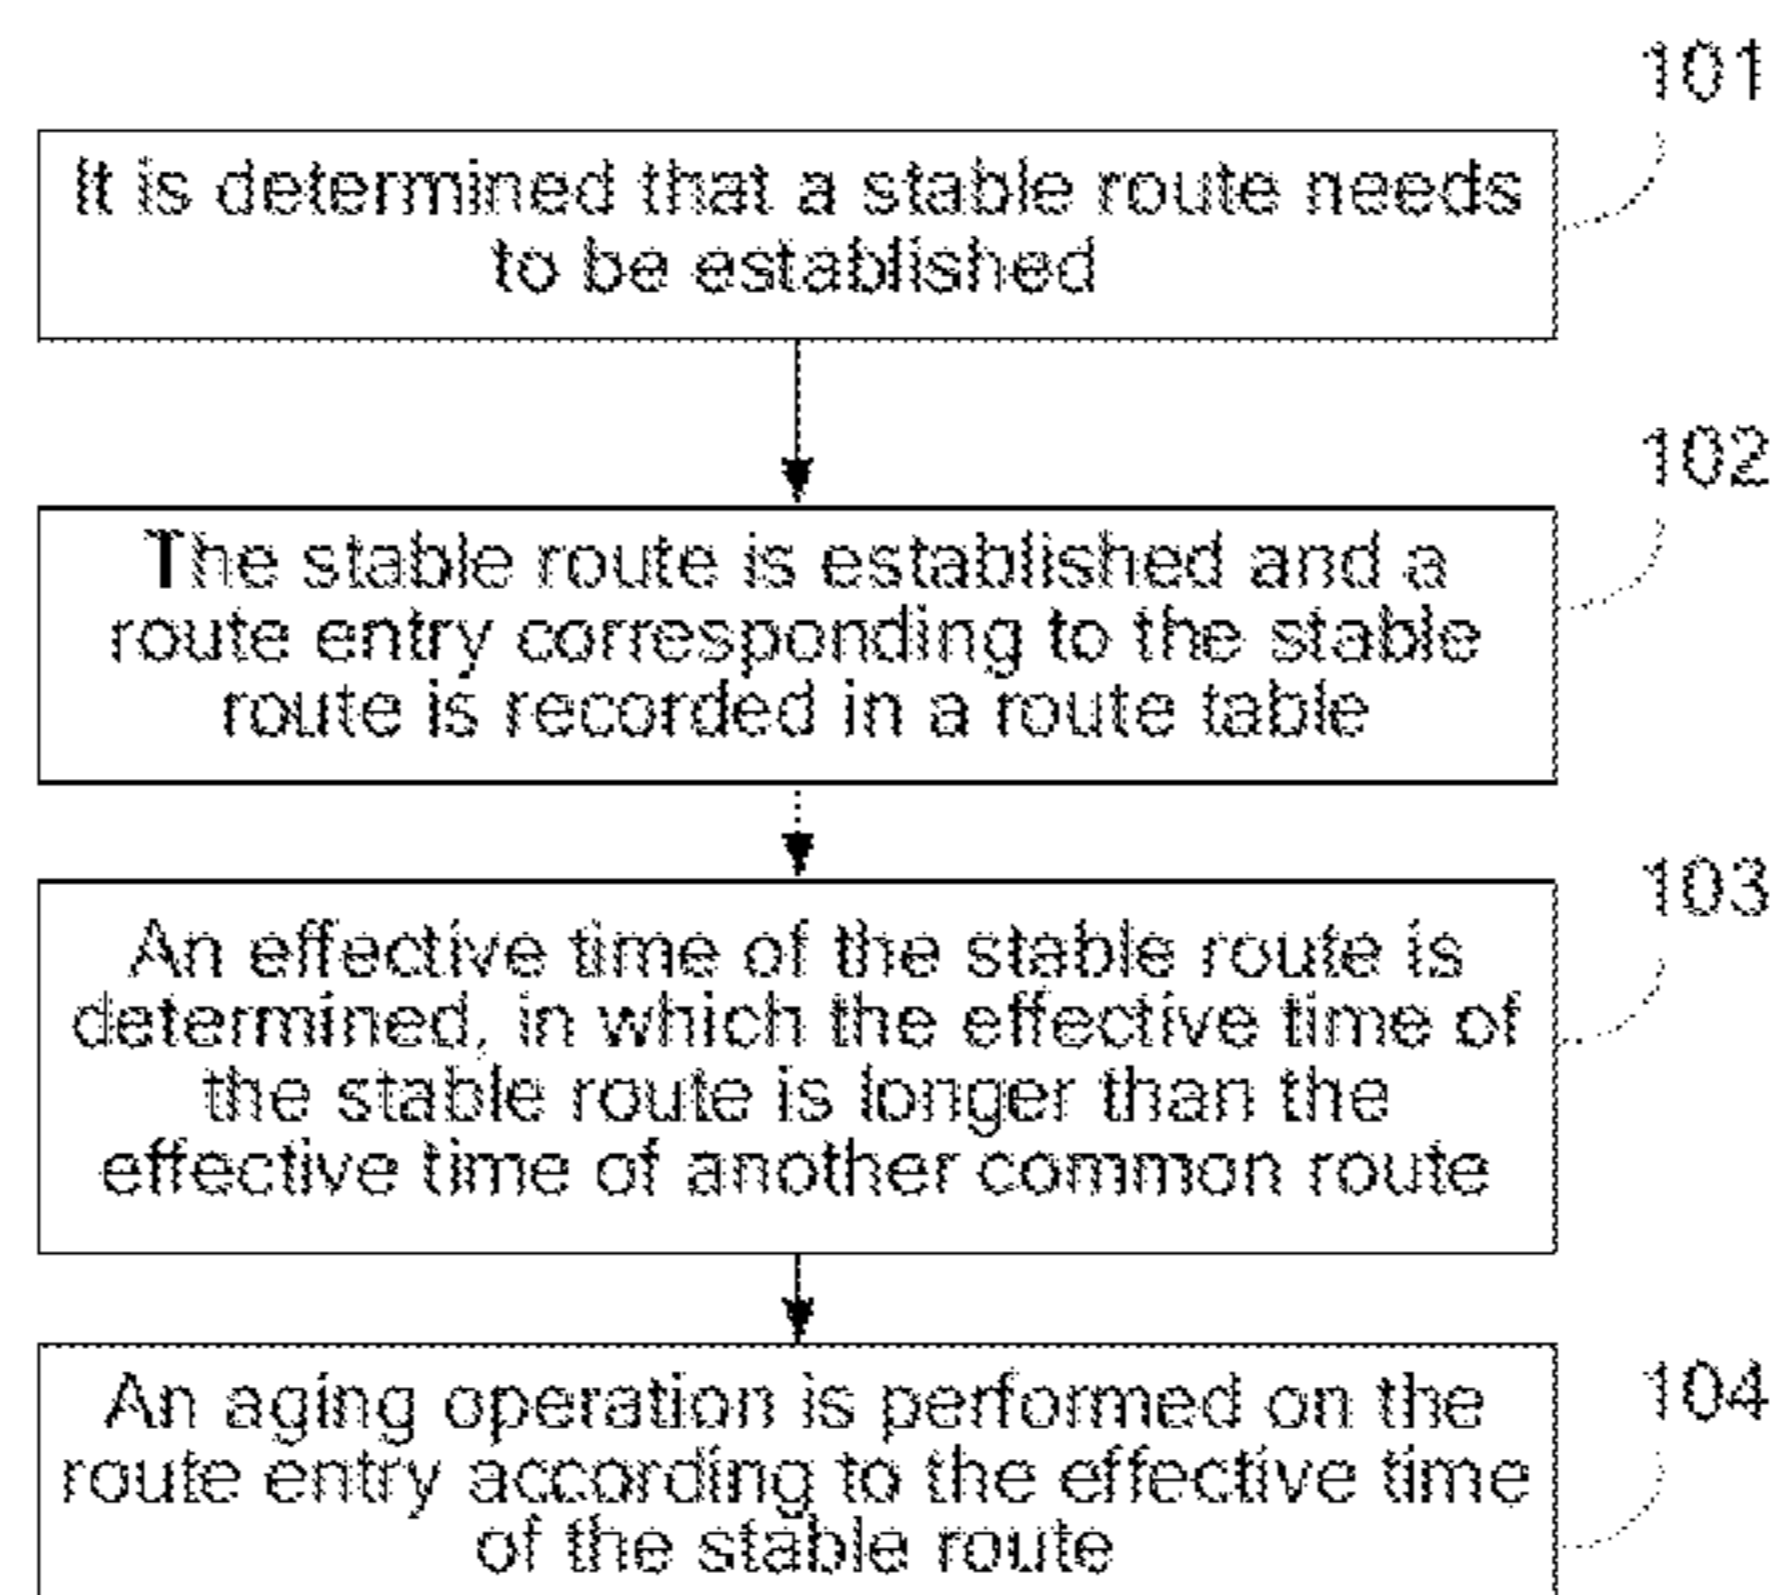 101
It is determined that a stable route needs
to be established
102
The stable route is established and a
route entry corresponding to the stable
route is recorded in a route table
103
An effective time of the stable route is
determined, in which the effective time of
the stable route is longer than the
effective time of another common route
104
An aging operation is performed on the
route entry according to the effective time
of the stable route